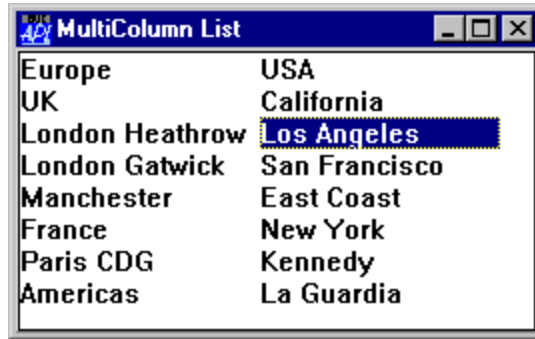 MultiColumn List
Europe
UK
London Heathrow
London Gatwick
Manchester
France
Paris CDG
Americas
USA
California
Los Angeles
San Francisco
East Coast
New York
Kennedy
La Guardia